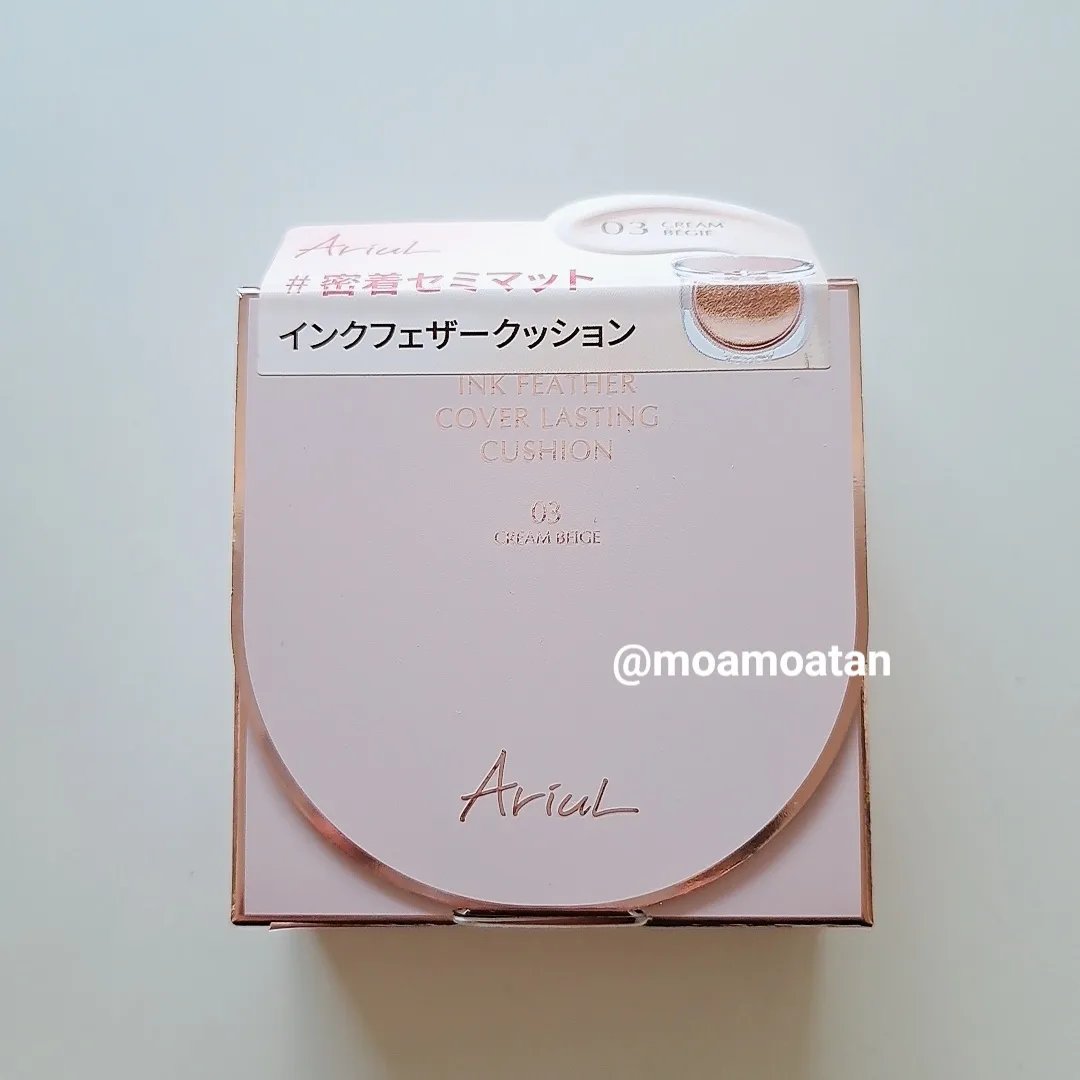 03 CREAM
BEGIE
Ariul
#密着セミマット
インクフェザークッション
INK FEATHER
COVER LASTING
CUSHION
03
CREAM BEIGE
@moamoatan
Ariul